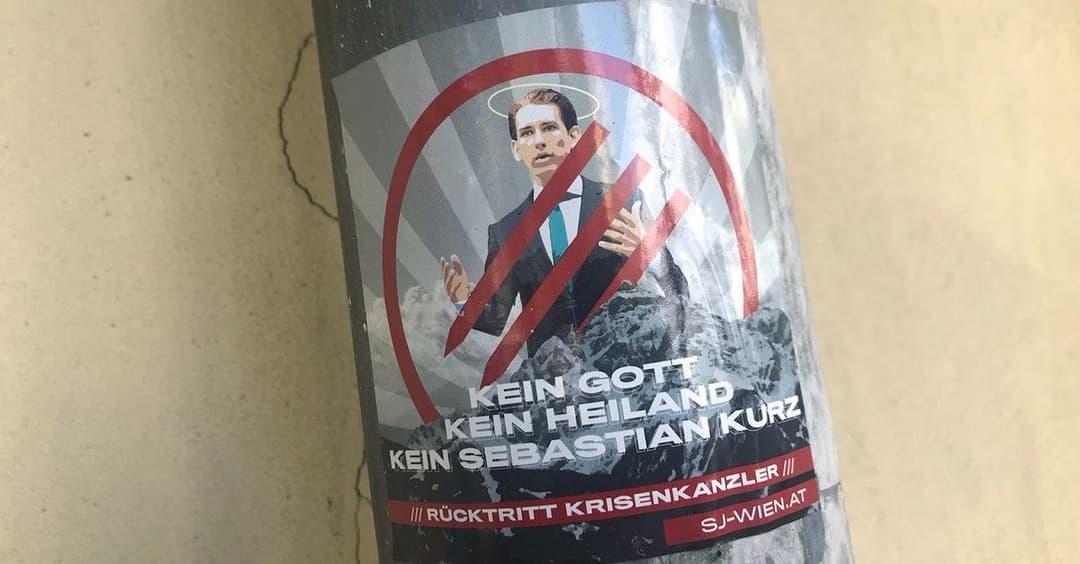 KEIN GOTT
KEIN HEILAND
KEIN SEBASTIAN KURZ
/// RÜCKTRITT KRISENKANZLER ///
SJ-WIEN.AT